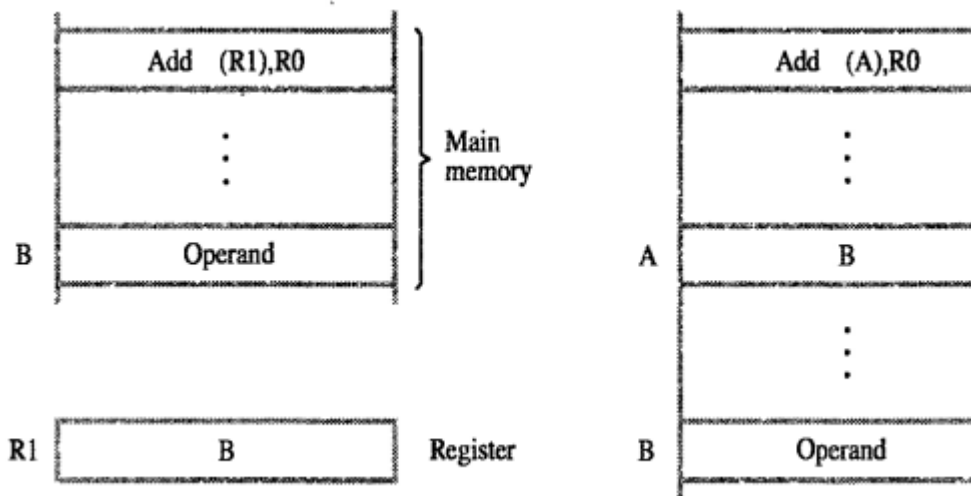 Add (R1),R0
Main
memory
B Operand
R1 B Register
Add (A),R0
A B
B Operand